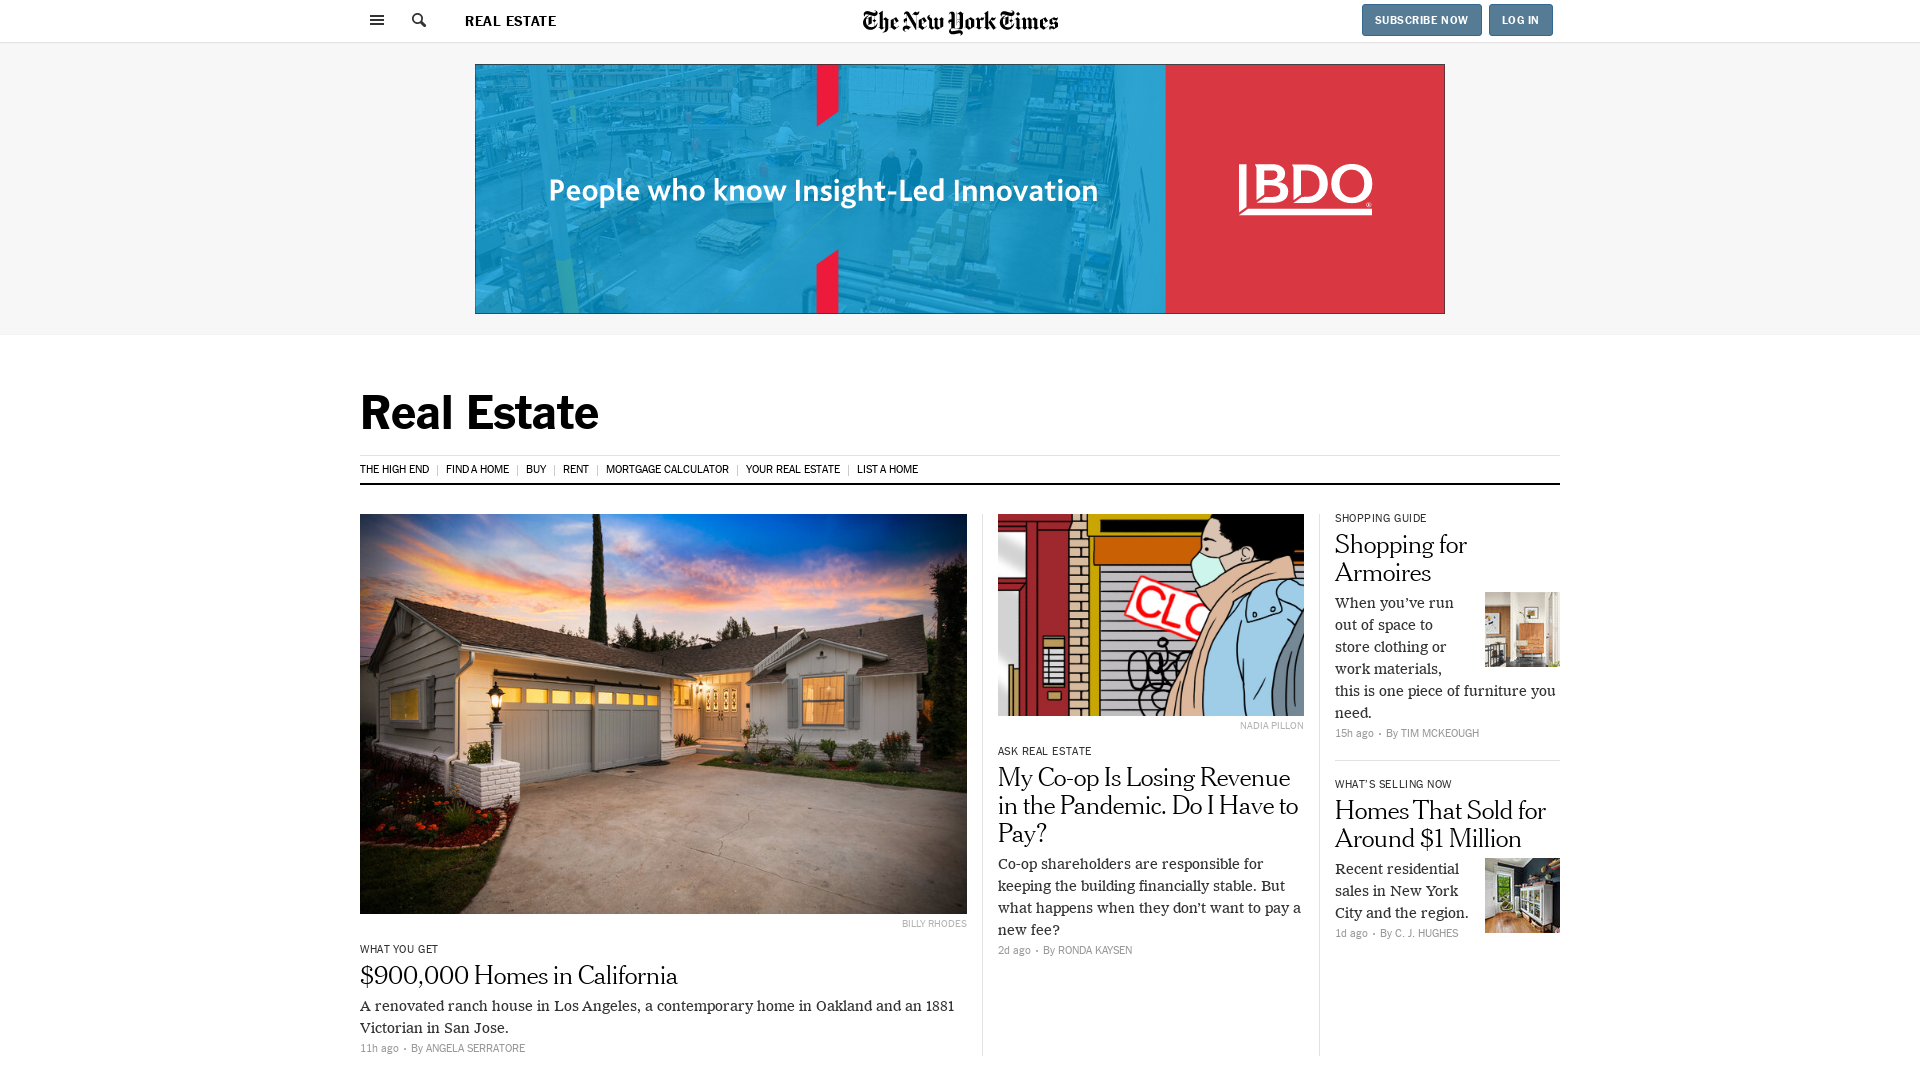 REAL ESTATE
The New York Times
SUBSCRIBE NOW
LOG IN
People who know Insight-Led Innovation
BDO
Real Estate
THE HIGH END
FIND A HOME
BUY
RENT
MORTGAGE CALCULATOR
YOUR REAL ESTATE
LIST A HOME
BILLY RHODES
WHAT YOU GET
$900,000 Homes in California
A renovated ranch house in Los Angeles, a contemporary home in Oakland and an 1881
Victorian in San Jose.
11h ago • By ANGELA SERRATORE
CLO
NADIA PILLON
ASK REAL ESTATE
My Co-op Is Losing Revenue
in the Pandemic. Do I Have to
Pay?
Co-op shareholders are responsible for
keeping the building financially stable. But
what happens when they don’t want to pay a
new fee?
2d ago • By RONDA KAYSEN
SHOPPING GUIDE
Shopping for
Armoires
When you’ve run
out of space to
store clothing or
work materials,
this is one piece of furniture you
need.
15h ago • By TIM MCKEOUGH
WHAT’S SELLING NOW
Homes That Sold for
Around $1 Million
Recent residential
sales in New York
City and the region.
1d ago • By C. J. HUGHES